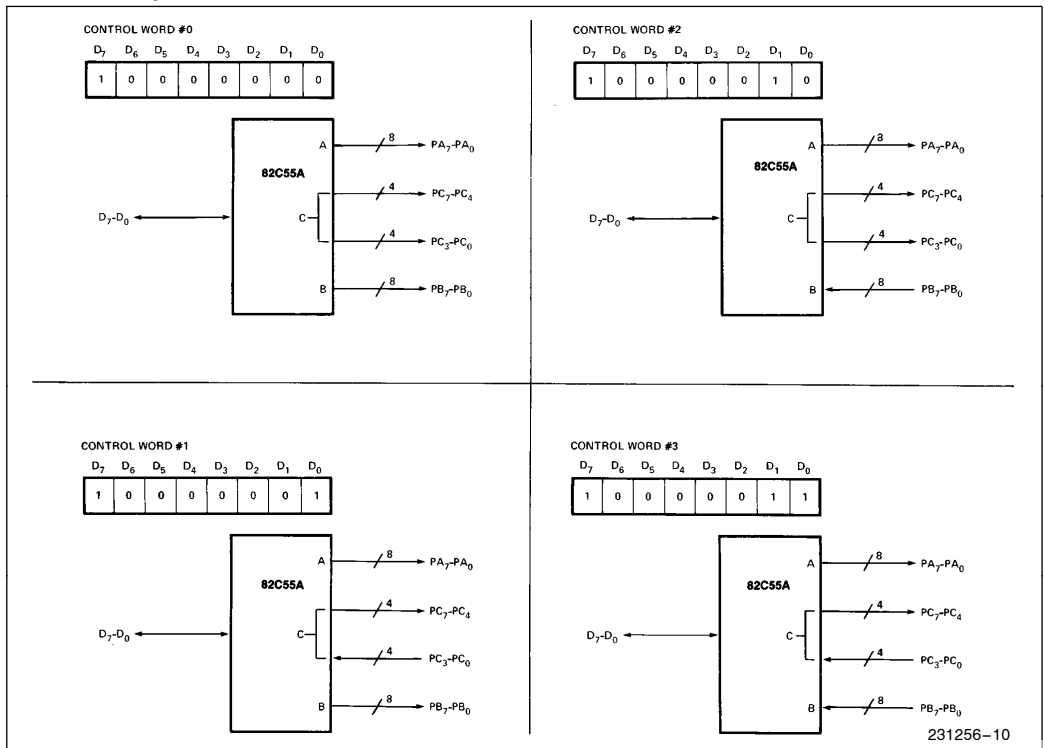 CONTROL WORD #0
D7 D6 D5 D4 D3 D2 D1 D0
1 0 0 0 0 0 0 0
A 8 PA7-PA0
82C55A
4 PC7-PC4
D7-D0 C
4 PC3-PC0
B 8 PB7-PB0
CONTROL WORD #2
D7 D6 D5 D4 D3 D2 D1 D0
1 0 0 0 0 0 1 0
A 8 PA7-PA0
82C55A
4 PC7-PC4
D7-D0 C
4 PC3-PC0
B 8 PB7-PB0
CONTROL WORD #1
D7 D6 D5 D4 D3 D2 D1 D0
1 0 0 0 0 0 0 1
A 8 PA7-PA0
82C55A
4 PC7-PC4
D7-D0 C
4 PC3-PC0
B 8 PB7-PB0
CONTROL WORD #3
D7 D6 D5 D4 D3 D2 D1 D0
1 0 0 0 0 0 1 1
A 8 PA7-PA0
82C55A
4 PC7-PC4
D7-D0 C
4 PC3-PC0
B 8 PB7-PB0
231256–10